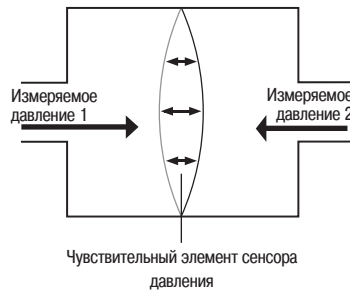 Измеряемое
давление 1
Измеряемое
давление 2
Чувствительный элемент сенсора
давления